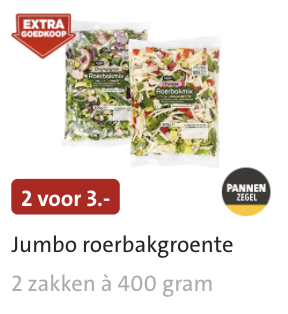 EXTRA
GOEDKOOP
Roerbakmix
Roerbakmix
2 voor 3.-
PANNEN
ZEGEL
Jumbo roerbakgroente
2 zakken à 400 gram